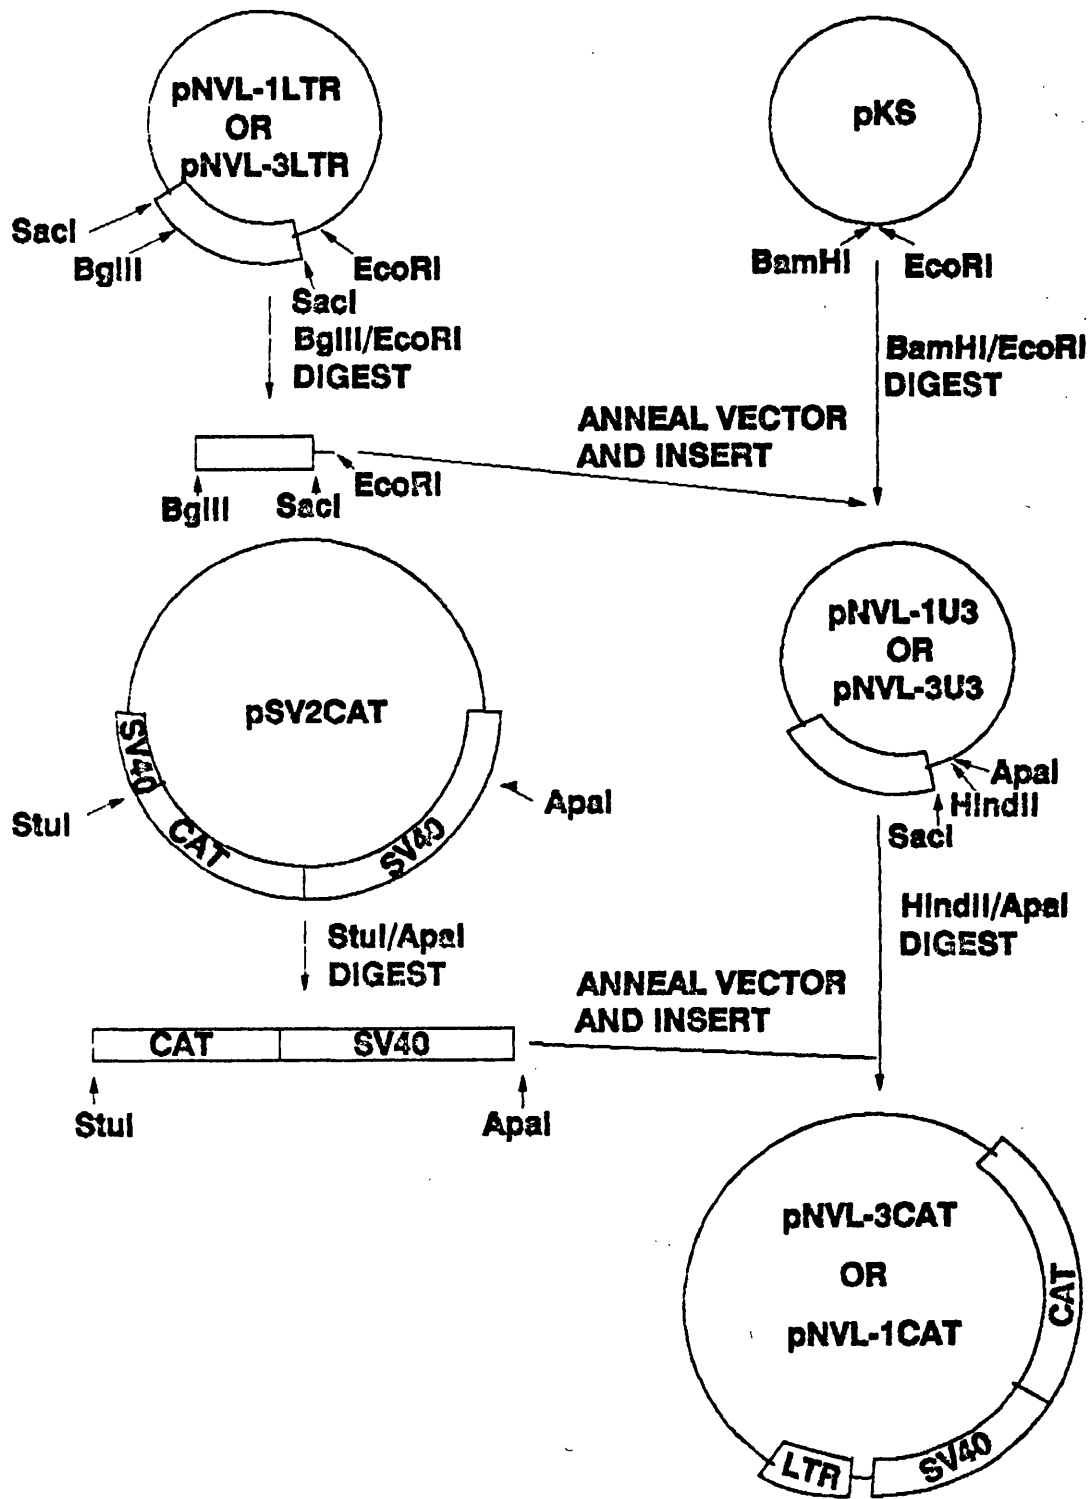 pNVL-1LTR
OR
pNVL-3LTR
SacI
BglII
EcoRI
SacI
BglII/EcoRI
DIGEST
pKS
BamHI
EcoRI
BamHI/EcoRI
DIGEST
ANNEAL VECTOR
AND INSERT
BglII
SacI
EcoRI
pSV2CAT
SV40
CAT
SV40
StuI
ApaI
pNVL-1U3
OR
pNVL-3U3
ApaI
HindII
SacI
StuI/ApaI
DIGEST
HindII/ApaI
DIGEST
ANNEAL VECTOR
AND INSERT
CAT
SV40
StuI
ApaI
pNVL-3CAT
OR
pNVL-1CAT
CAT
SV40
LTR